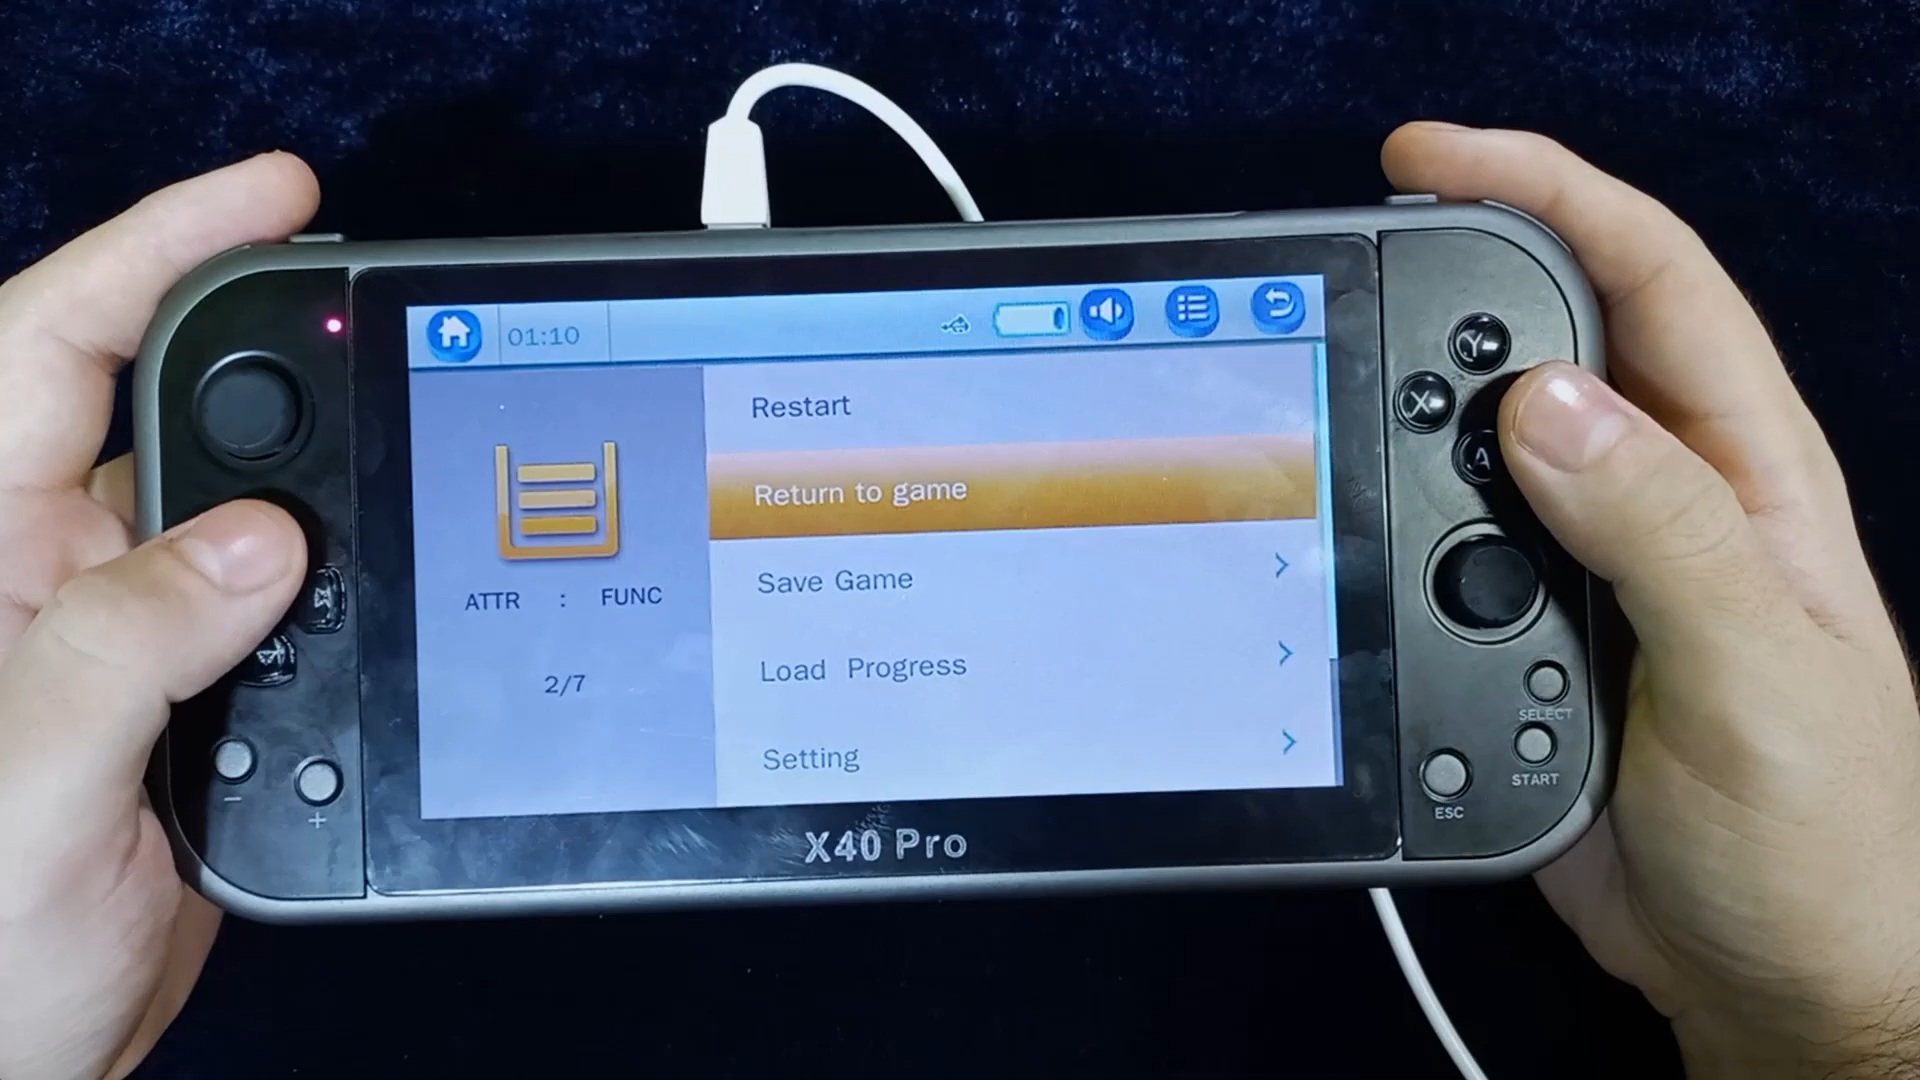 01:10
Restart
Return to game
Save Game
Load Progress
Setting
ATTR : FUNC
2/7
X40 Pro
Y
X
A
SELECT
START
ESC
−
+